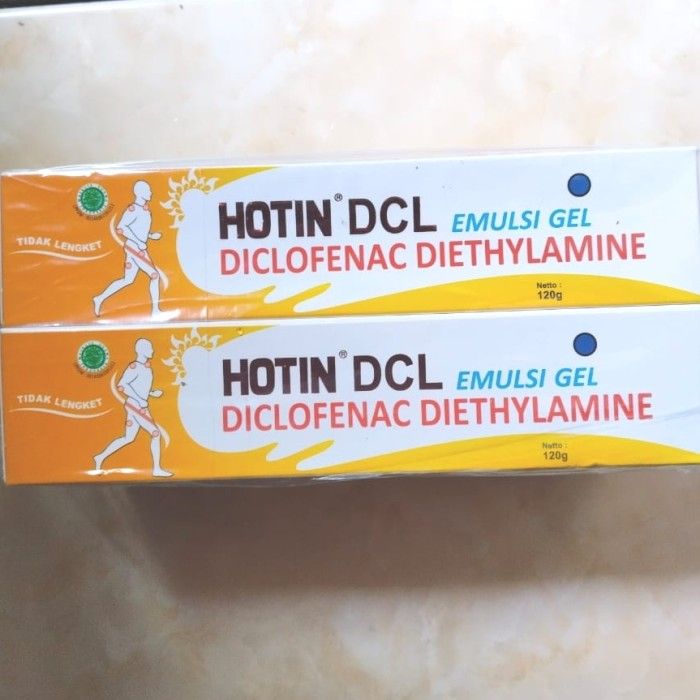 TIDAK LENGKET
HOTIN® DCL EMULSI GEL
DICLOFENAC DIETHYLAMINE
Netto :
120g
TIDAK LENGKET
HOTIN® DCL EMULSI GEL
DICLOFENAC DIETHYLAMINE
Netto :
120g